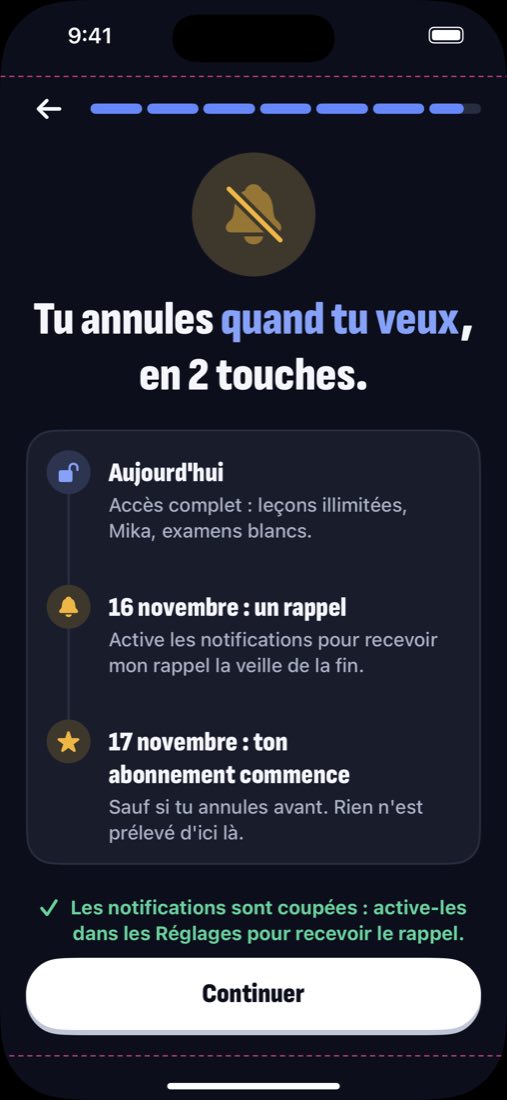 9:41
Tu annules quand tu veux,
en 2 touches.
Aujourd'hui
Accès complet : leçons illimitées,
Mika, examens blancs.
16 novembre : un rappel
Active les notifications pour recevoir
mon rappel la veille de la fin.
17 novembre : ton
abonnement commence
Sauf si tu annules avant. Rien n'est
prélevé d'ici là.
Les notifications sont coupées : active-les
dans les Réglages pour recevoir le rappel.
Continuer